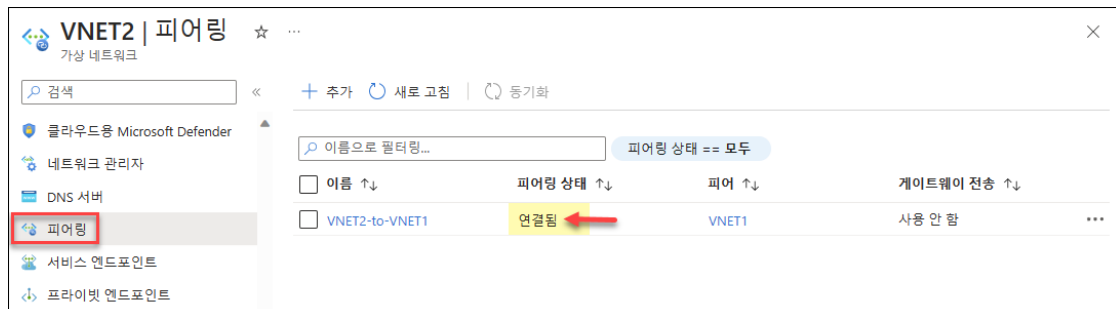 VNET2 | 피어링 ☆ ···
가상 네트워크
검색 «
추가 새로 고침 동기화
클라우드용 Microsoft Defender
네트워크 관리자
DNS 서버
피어링
서비스 엔드포인트
프라이빗 엔드포인트
이름으로 필터링...
피어링 상태 == 모두
이름 ↑↓ 피어링 상태 ↑↓ 피어 ↑↓ 게이트웨이 전송 ↑↓
VNET2-to-VNET1 연결됨 VNET1 사용 안 함 ···